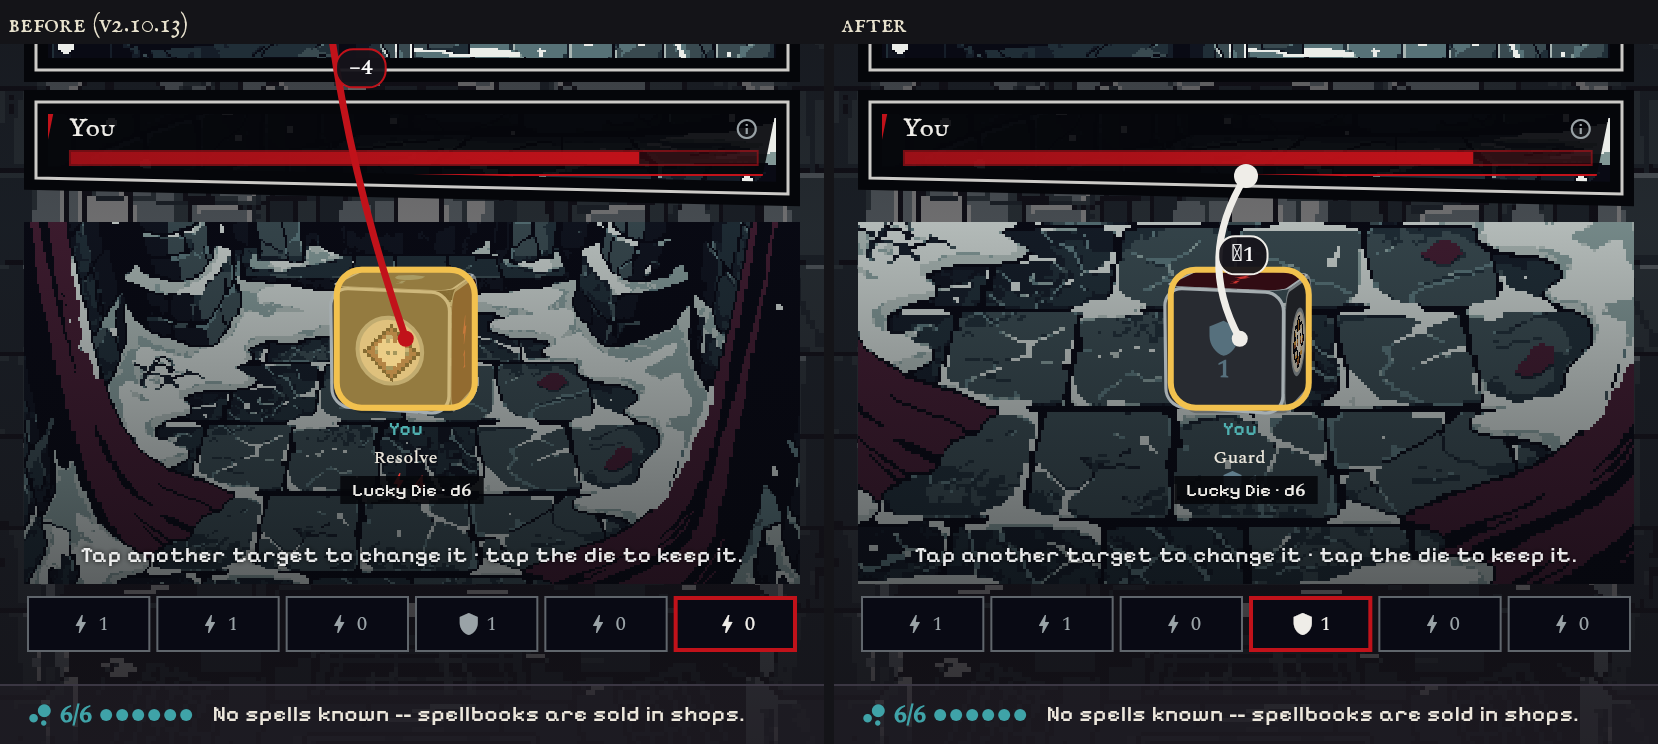 BEFORE (V2.10.13)
-4
You
You
Resolve
Lucky Die · d6
Tap another target to change it · tap the die to keep it.
1
1
0
1
0
0
6/6
No spells known -- spellbooks are sold in shops.
AFTER
You
1
1
You
Guard
Lucky Die · d6
Tap another target to change it · tap the die to keep it.
1
1
0
1
0
0
6/6
No spells known -- spellbooks are sold in shops.